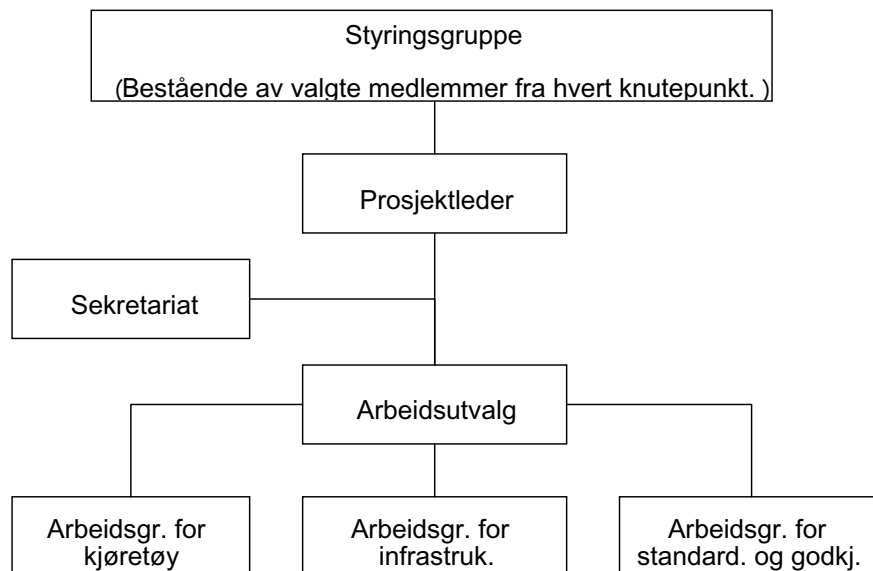 Styringsgruppe
(Bestående av valgte medlemmer fra hvert knutepunkt. )
Prosjektleder
Sekretariat
Arbeidsutvalg
Arbeidsgr. for
kjøretøy
Arbeidsgr. for
infrastruk.
Arbeidsgr. for
standard. og godkj.